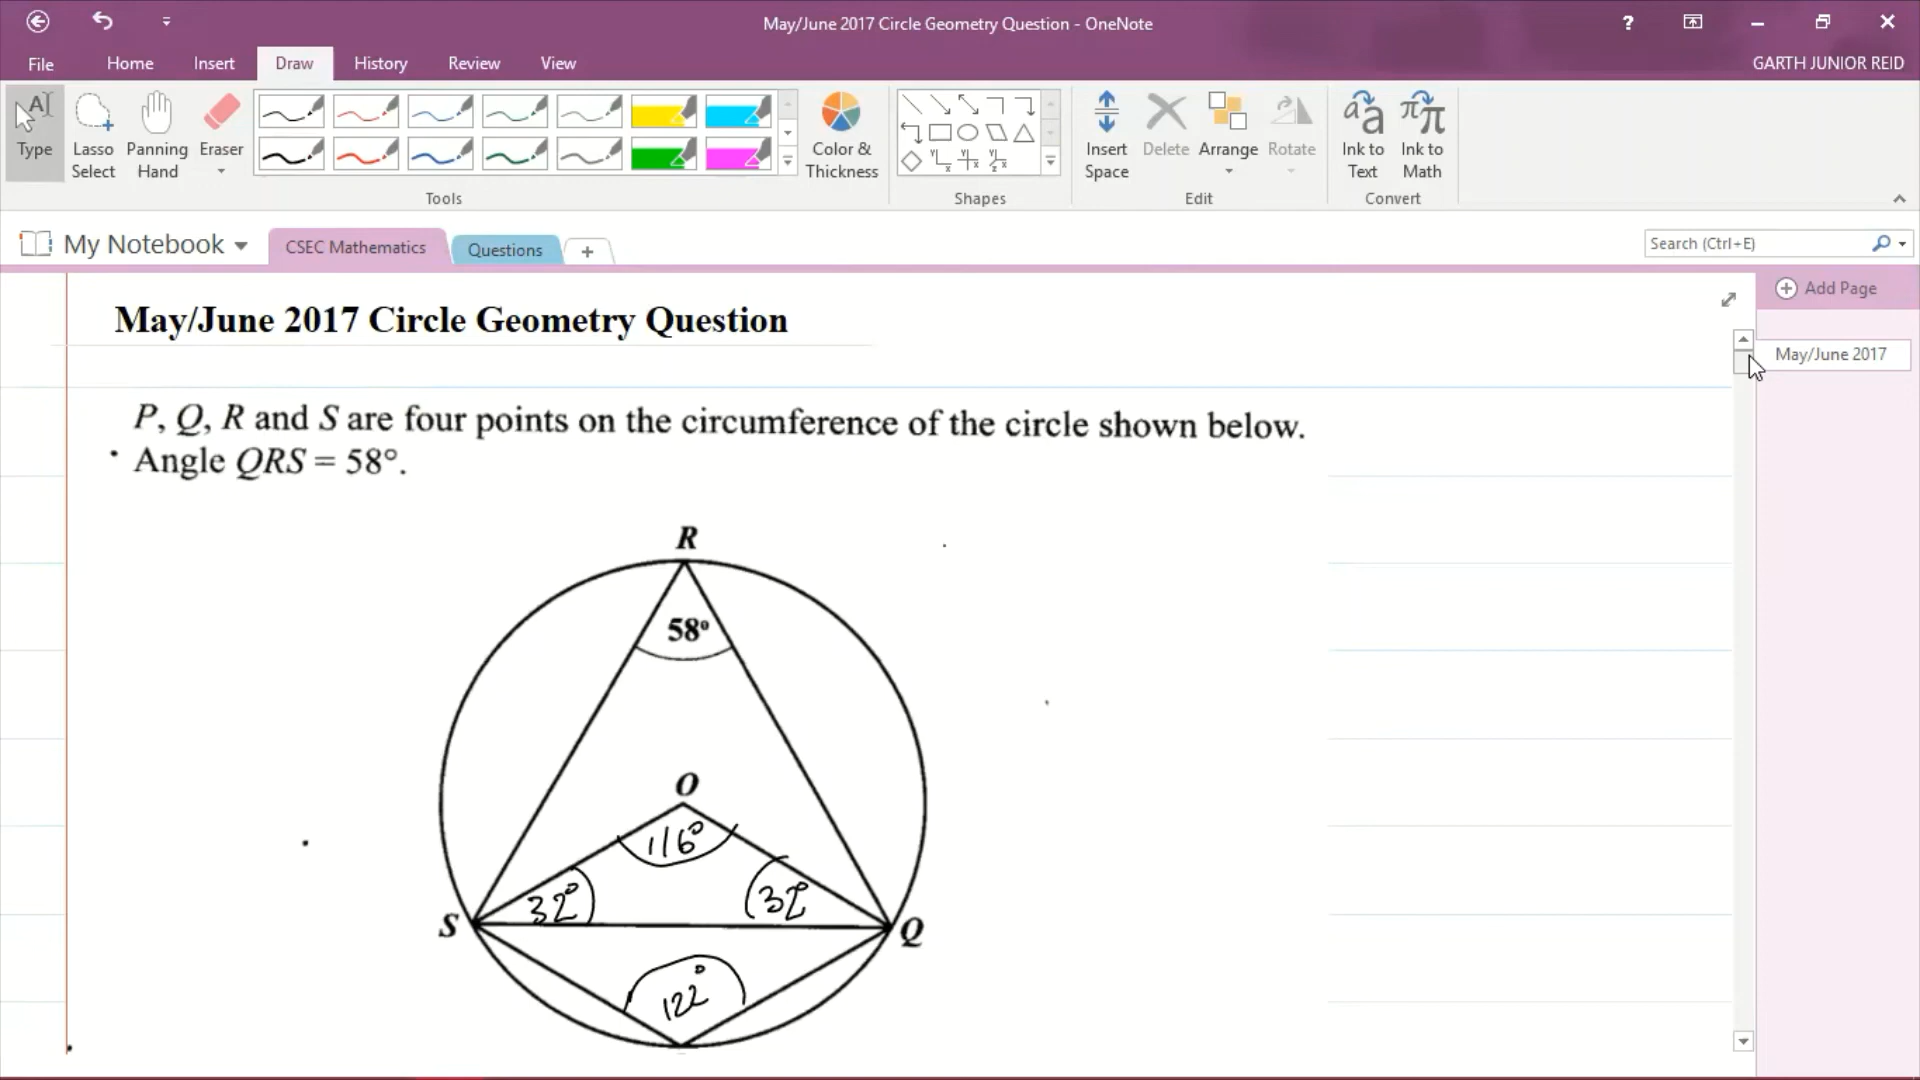 May/June 2017 Circle Geometry Question - OneNote
?
File Home Insert Draw History Review View
GARTH JUNIOR REID
Type
Lasso Select
Panning Hand
Eraser
Color & Thickness
Insert Space
Delete
Arrange
Rotate
Ink to Text
Ink to Math
Tools
Shapes
Edit
Convert
My Notebook
CSEC Mathematics
Questions
+
Search (Ctrl+E)
Add Page
May/June 2017
May/June 2017 Circle Geometry Question
P, Q, R and S are four points on the circumference of the circle shown below.
Angle QRS = 58°.
R
58°
O
116°
32°
32°
S
Q
122°